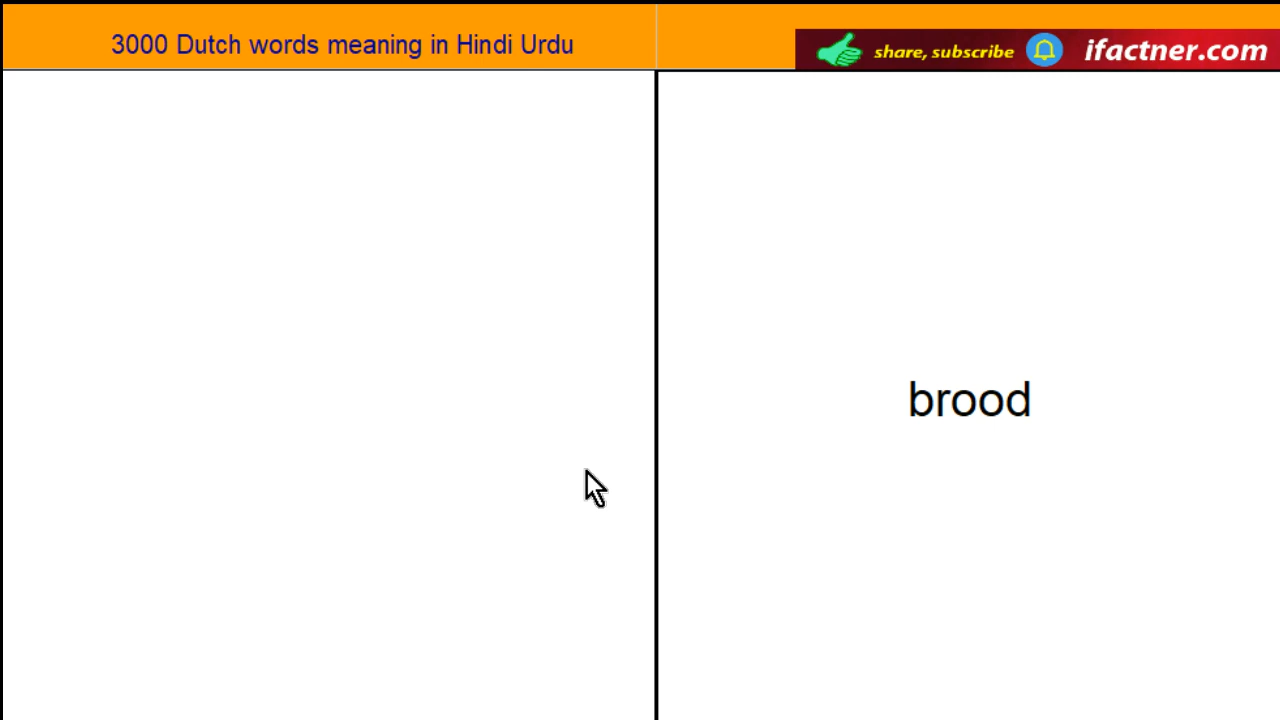 3000 Dutch words meaning in Hindi Urdu
share, subscribe
ifactner.com
brood